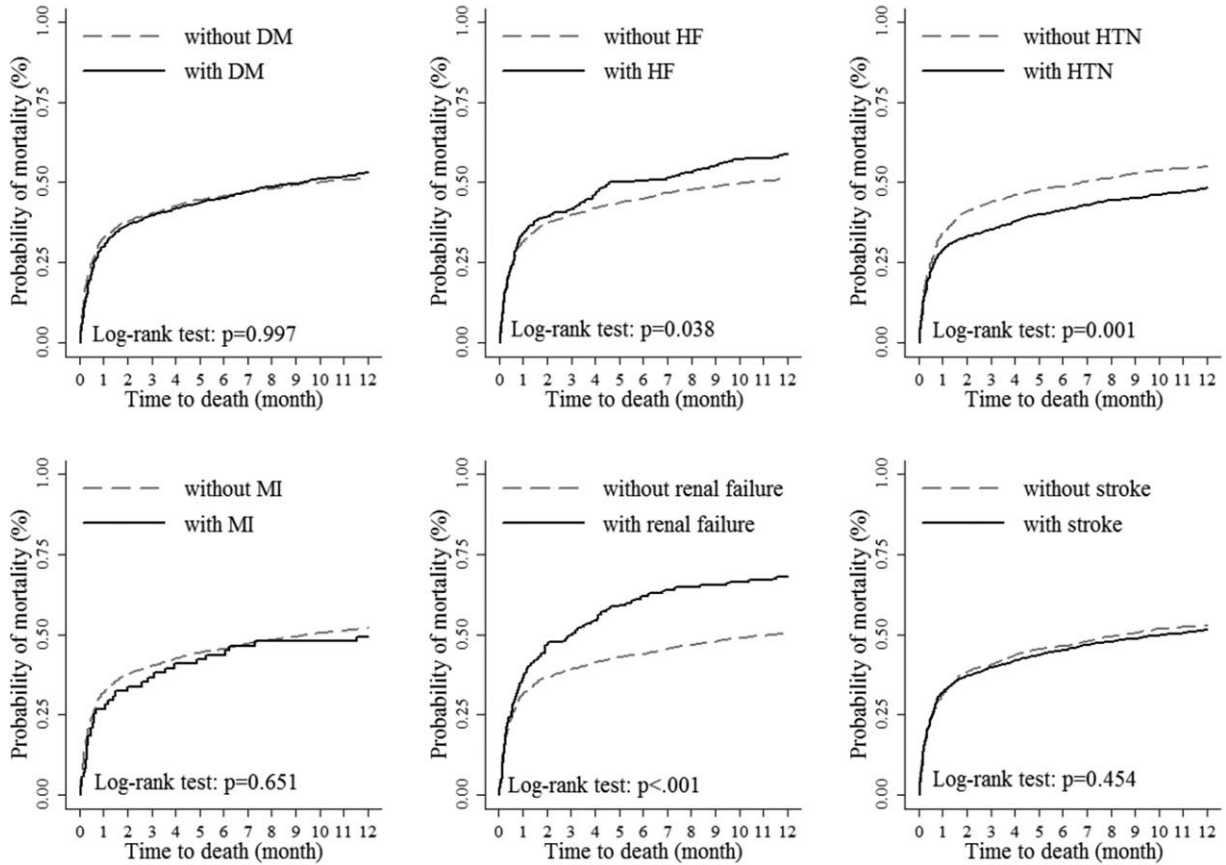 Probability of mortality (%)
1.00
0.75
0.50
0.25
0.00
without DM
with DM
Log-rank test: p=0.997
0 1 2 3 4 5 6 7 8 9 10 11 12
Time to death (month)
Probability of mortality (%)
1.00
0.75
0.50
0.25
0.00
without HF
with HF
Log-rank test: p=0.038
0 1 2 3 4 5 6 7 8 9 10 11 12
Time to death (month)
Probability of mortality (%)
1.00
0.75
0.50
0.25
0.00
without HTN
with HTN
Log-rank test: p=0.001
0 1 2 3 4 5 6 7 8 9 10 11 12
Time to death (month)
Probability of mortality (%)
1.00
0.75
0.50
0.25
0.00
without MI
with MI
Log-rank test: p=0.651
0 1 2 3 4 5 6 7 8 9 10 11 12
Time to death (month)
Probability of mortality (%)
1.00
0.75
0.50
0.25
0.00
without renal failure
with renal failure
Log-rank test: p<.001
0 1 2 3 4 5 6 7 8 9 10 11 12
Time to death (month)
Probability of mortality (%)
1.00
0.75
0.50
0.25
0.00
without stroke
with stroke
Log-rank test: p=0.454
0 1 2 3 4 5 6 7 8 9 10 11 12
Time to death (month)